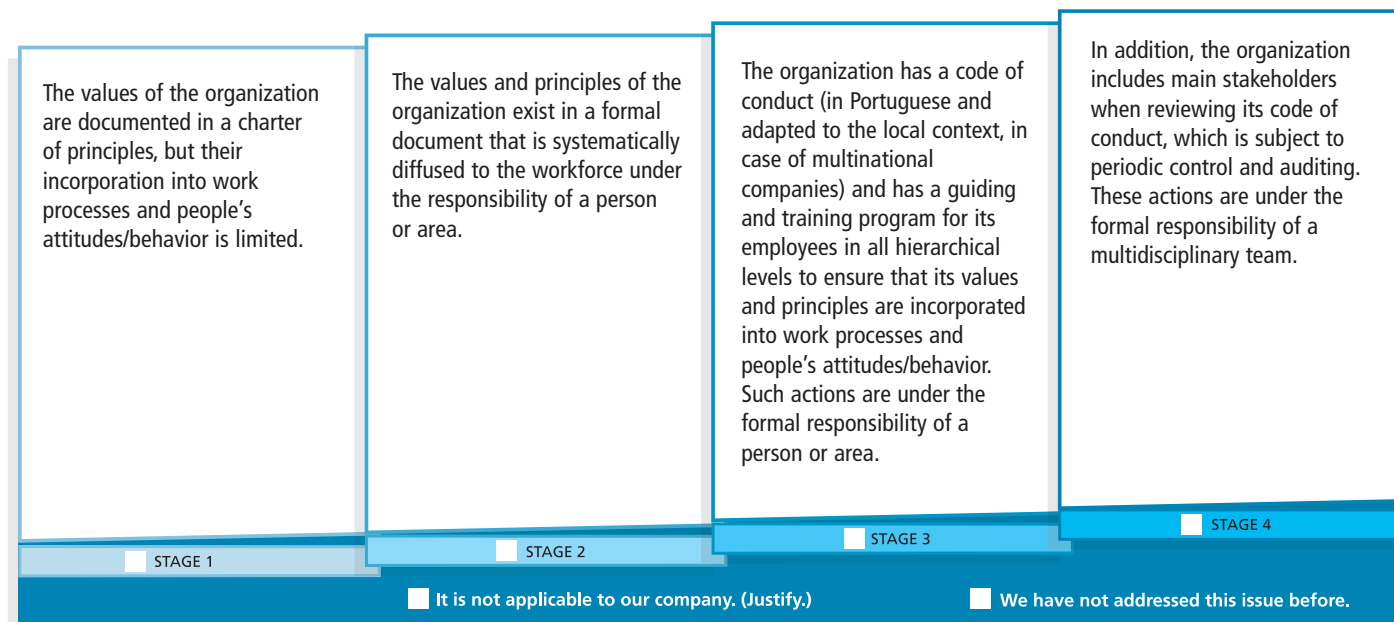 The values of the organization
are documented in a charter
of principles, but their
incorporation into work
processes and people's
attitudes/behavior is limited.
STAGE 1
The values and principles of the
organization exist in a formal
document that is systematically
diffused to the workforce under
the responsibility of a person
or area.
STAGE 2
The organization has a code of
conduct (in Portuguese and
adapted to the local context, in
case of multinational
companies) and has a guiding
and training program for its
employees in all hierarchical
levels to ensure that its values
and principles are incorporated
into work processes and
people's attitudes/behavior.
Such actions are under the
formal responsibility of a
person or area.
STAGE 3
In addition, the organization
includes main stakeholders
when reviewing its code of
conduct, which is subject to
periodic control and auditing.
These actions are under the
formal responsibility of a
multidisciplinary team.
STAGE 4
It is not applicable to our company. (Justify.)
We have not addressed this issue before.